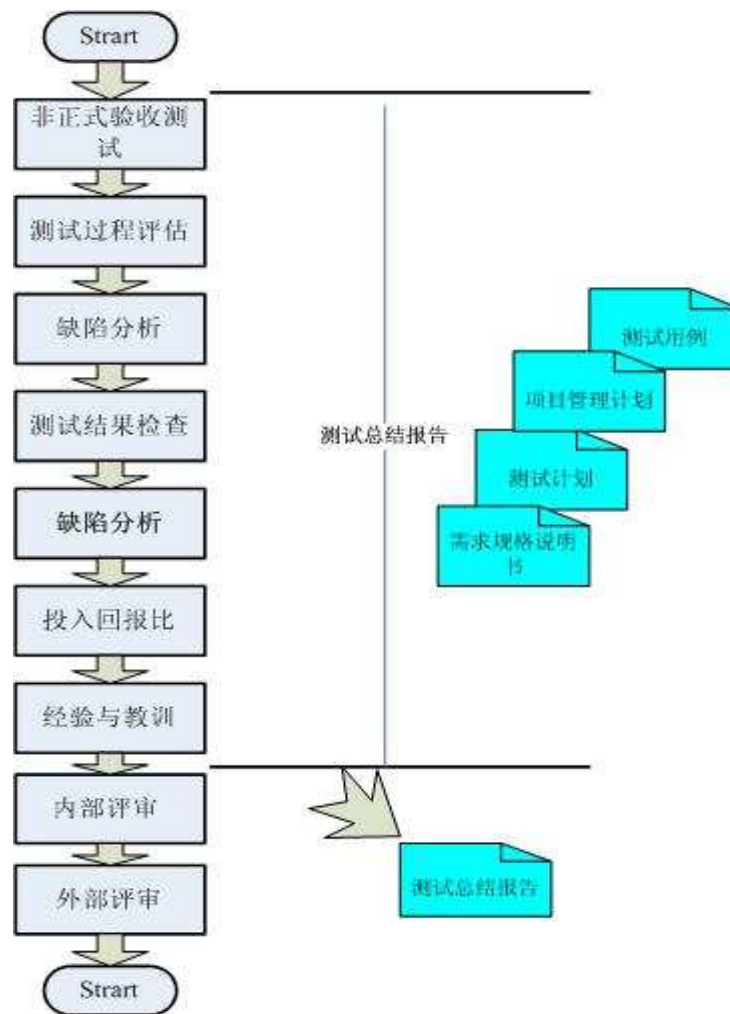 Strart
非正式验收测
试
测试过程评估
缺陷分析
测试结果检查
缺陷分析
投入回报比
经验与教训
内部评审
外部评审
Strart
测试总结报告
测试用例
项目管理计划
测试计划
需求规格说明
书
测试总结报告